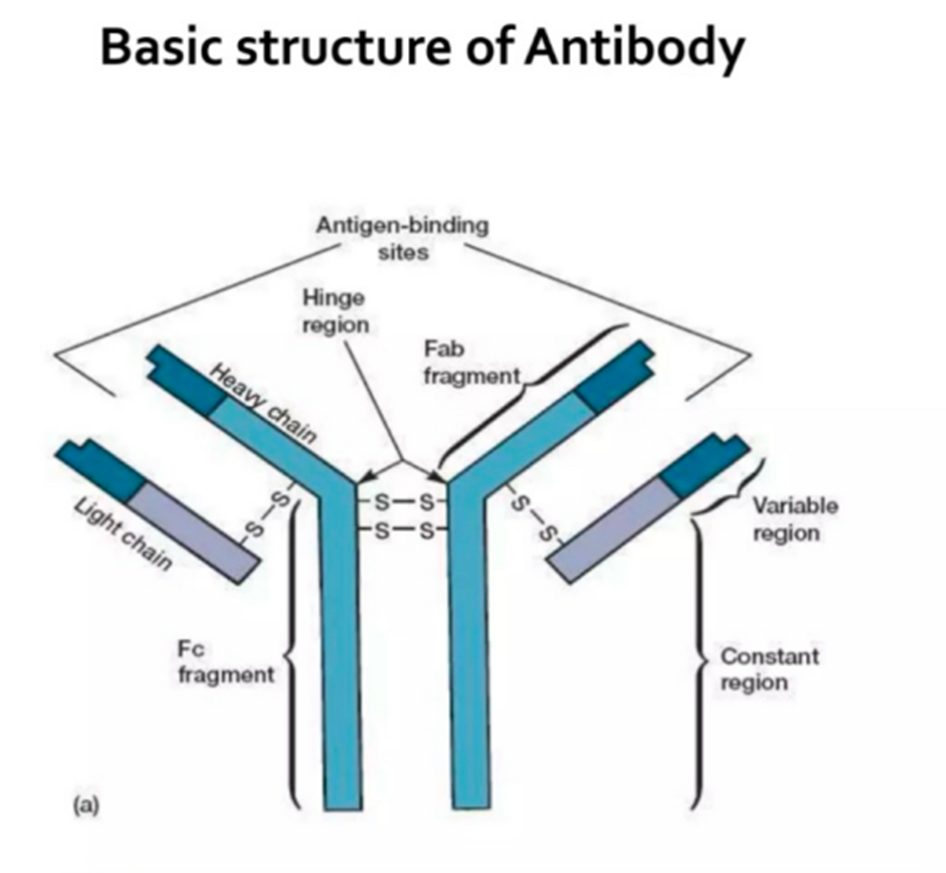 Basic structure of Antibody
Antigen-binding
sites
Hinge
region
Fab
fragment
Heavy chain
Light chain
S
S
S—S
S—S
S—S
Variable
region
Fc
fragment
Constant
region
(a)